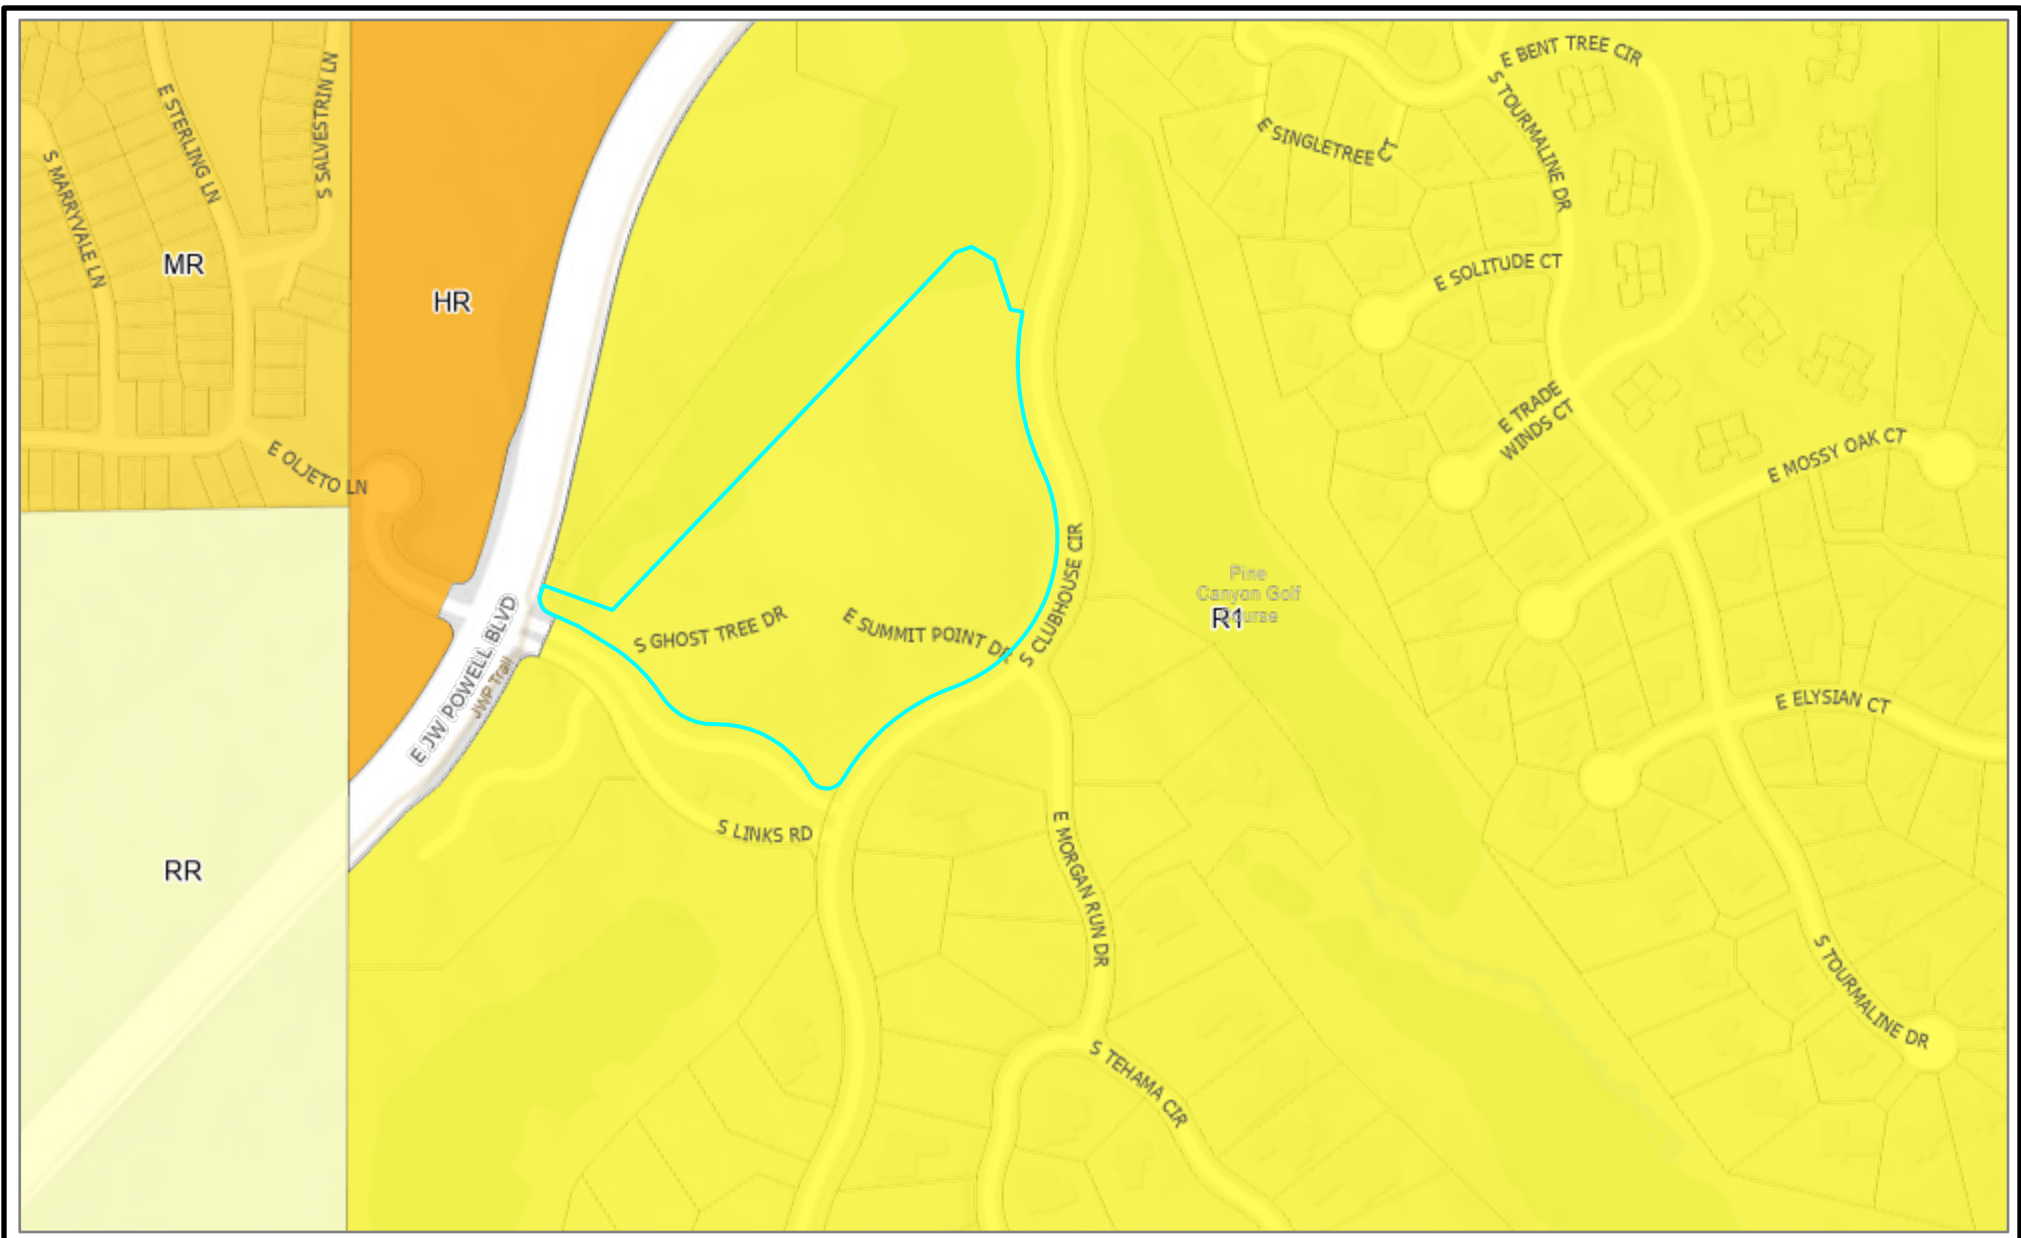 E BENT TREE CIR
S TOURMALINE DR
E STERLING LN
S SALVESTRIN LN
E SINGLETREE CT
S MARRYVALE LN
MR
HR
E SOLITUDE CT
E TRADE
WINDS CT
E MOSSY OAK CT
E OLJETO LN
S CLUBHOUSE CIR
Pine
Canyon Golf
Course
R1
S GHOST TREE DR
E SUMMIT POINT DR
E JW POWELL BLVD
JWP Trail
E ELYSIAN CT
S LINKS RD
E MORGAN RUN DR
RR
S TOURMALINE DR
S TEHAMA CIR